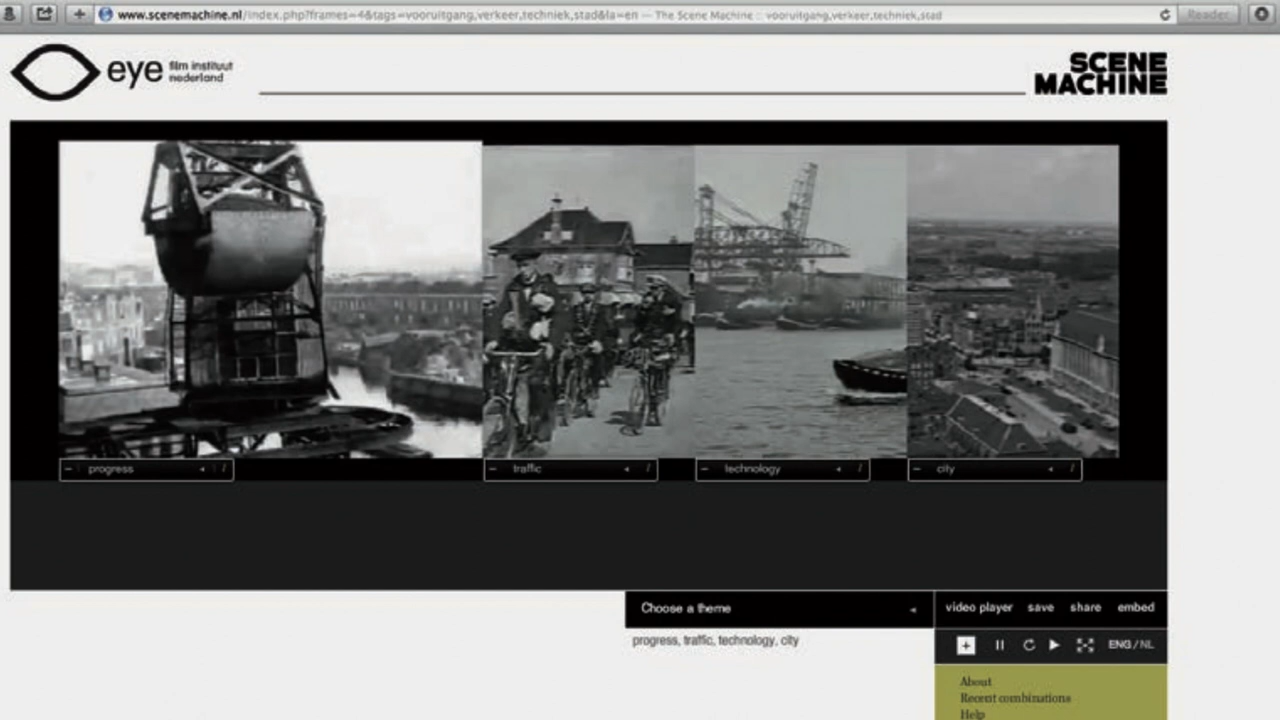 www.scenemachine.nl/index.php?frames=4&tags=vooruitgang,verkeer,techniek,stad&la=en — The Scene Machine :: vooruitgang,verkeer,techniek,stad
Reader
eye film instituut
nederland
SCENE
MACHINE
progress
traffic
technology
city
Choose a theme
video player save share embed
progress, traffic, technology, city
ENG/NL
About
Recent combinations
Help